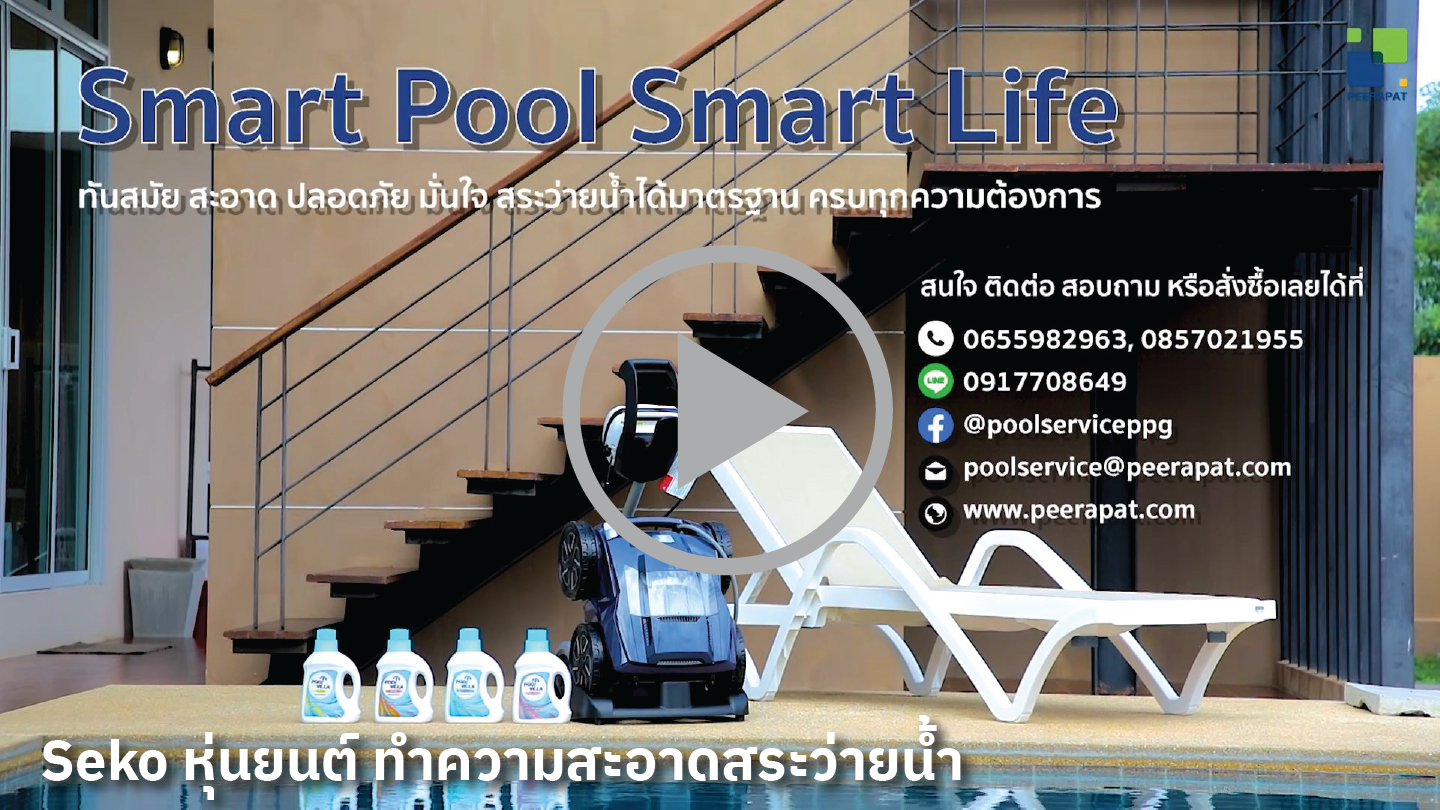 PEERAPAT
Smart Pool Smart Life
ทันสมัย สะอาด ปลอดภัย มั่นใจ สระว่ายน้ำได้มาตรฐาน ครบทุกความต้องการ
สนใจ ติดต่อ สอบถาม หรือสั่งซื้อเลยได้ที่
0655982963, 0857021955
LINE 0917708649
@poolserviceppg
poolservice@peerapat.com
www.peerapat.com
Seko หุ่นยนต์ ทำความสะอาดสระว่ายน้ำ